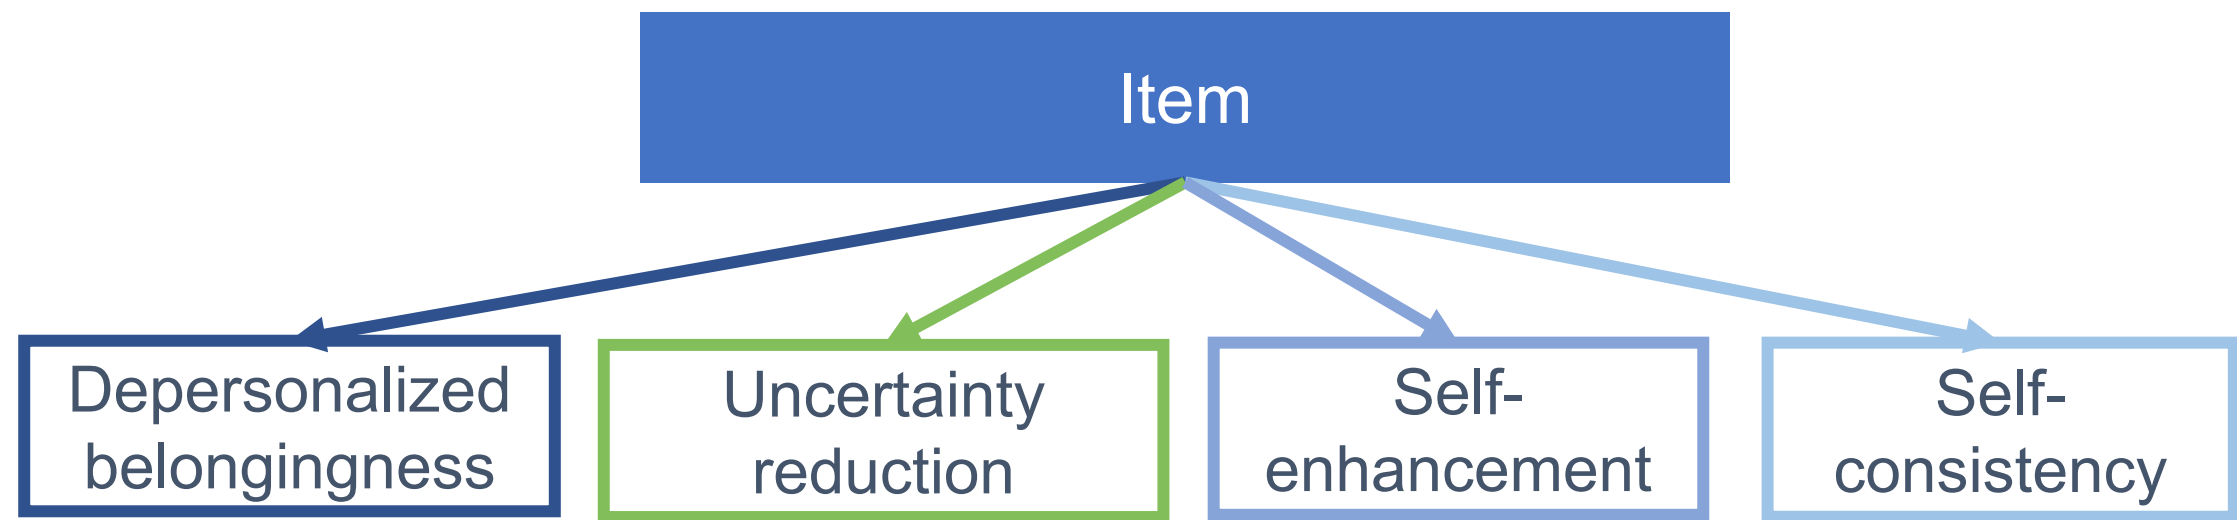 Item
Depersonalized
belongingness
Uncertainty
reduction
Self-
enhancement
Self-
consistency